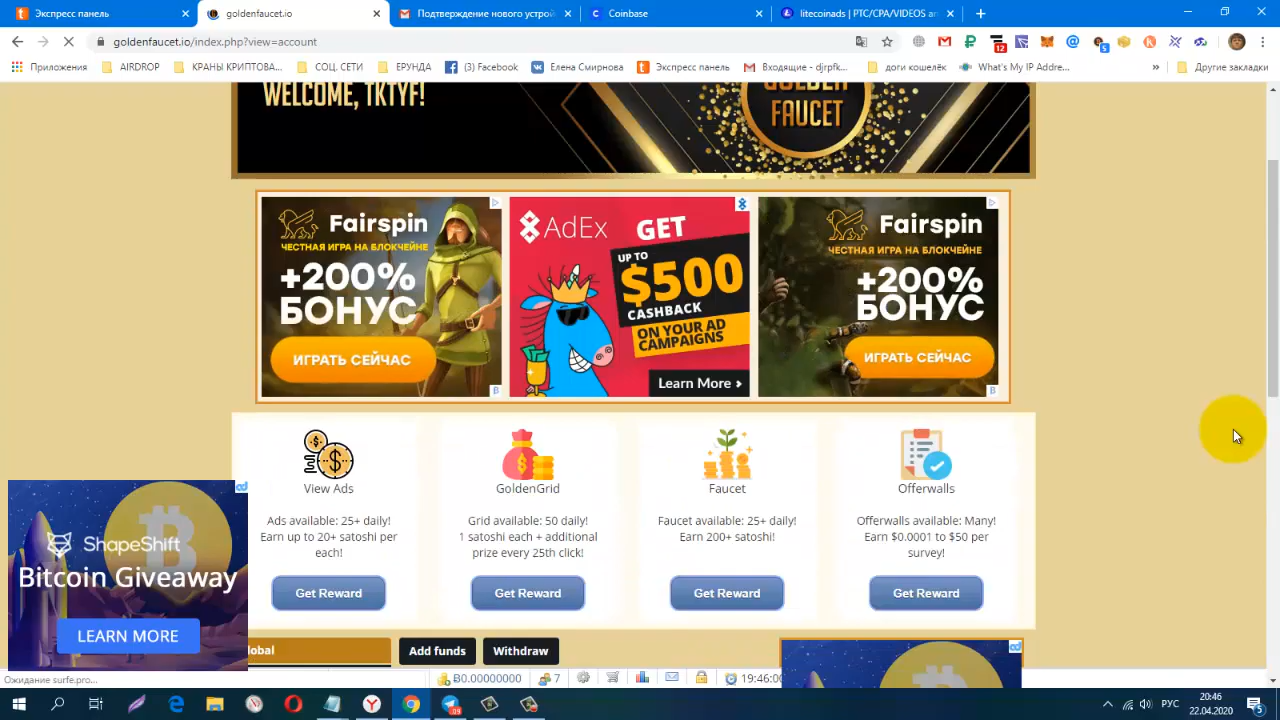 Экспресс панель
goldenfaucet.io
Подтверждение нового устрой
Coinbase
litecoinads | PTC/CPA/VIDEOS an
goldenfaucet.io/index.php?view=account
12
5
Приложения
AIRDROP
КРАНЫ КРИПТОВА...
СОЦ. СЕТИ
ЕРУНДА
(3) Facebook
Елена Смирнова
Экспресс панель
Входящие - djrpfk...
доги кошелёк
What's My IP Addre...
»
Другие закладки
WELCOME, TKTYF!
GOLDEN
FAUCET
Fairspin
ЧЕСТНАЯ ИГРА НА БЛОКЧЕЙНЕ
+200%
БОНУС
ИГРАТЬ СЕЙЧАС
AdEx
GET
UP TO
$500
CASHBACK
ON YOUR AD
CAMPAIGNS
Learn More
Fairspin
ЧЕСТНАЯ ИГРА НА БЛОКЧЕЙНЕ
+200%
БОНУС
ИГРАТЬ СЕЙЧАС
View Ads
Ads available: 25+ daily!
Earn up to 20+ satoshi per
each!
Get Reward
GoldenGrid
Grid available: 50 daily!
1 satoshi each + additional
prize every 25th click!
Get Reward
Faucet
Faucet available: 25+ daily!
Earn 200+ satoshi!
Get Reward
Offerwalls
Offerwalls available: Many!
Earn $0.0001 to $50 per
survey!
Get Reward
ShapeShift
Bitcoin Giveaway
LEARN MORE
lobal
Add funds
Withdraw
Ожидание surfe.pro...
Ƀ0.00000000
7
19:46:00
РУС
20:46
22.04.2020
5